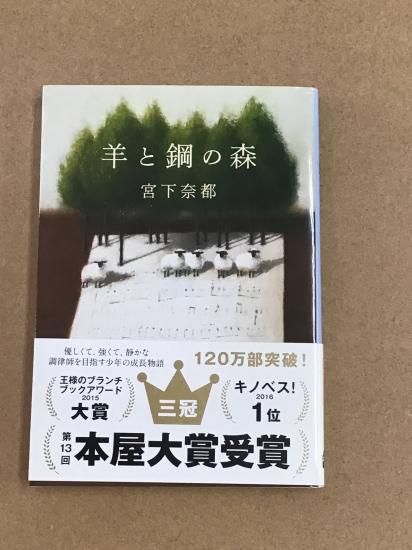 羊と鋼の森
宮下奈都
優しくて、強くて、静かな
調律師を目指す少年の成長物語
120万部突破!
王様のブランチ
ブックアワード
2015
大賞
三冠
キノベス!
2016
1位
第13回
本屋大賞受賞